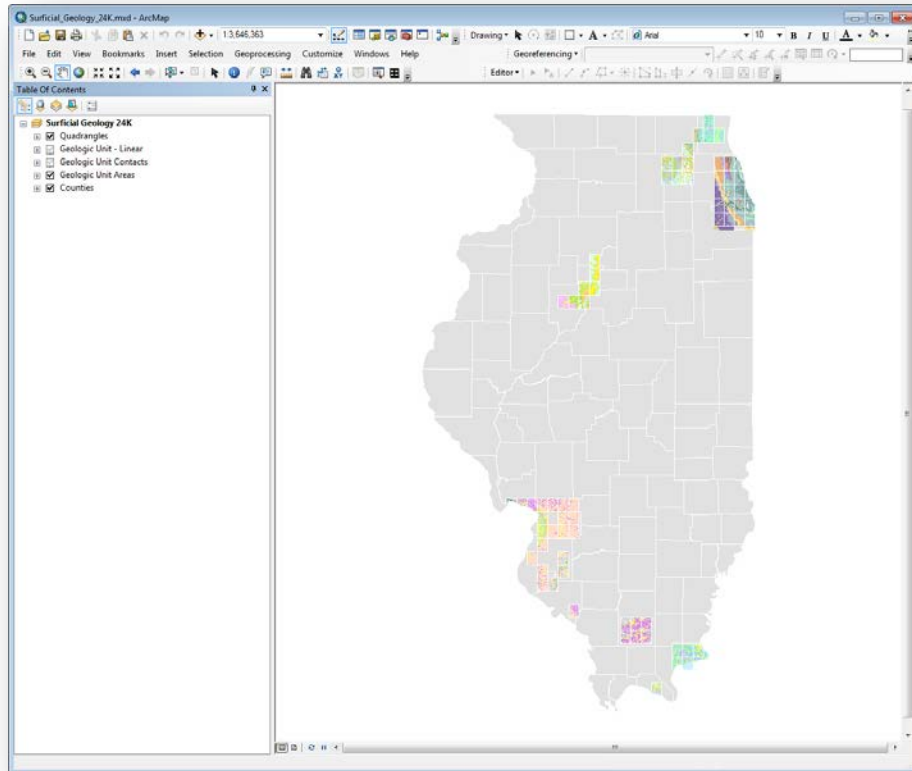 Surficial_Geology_24K.mxd - ArcMap
1:3,646,363 Drawing Arial 10 B I U A
File Edit View Bookmarks Insert Selection Geoprocessing Customize Windows Help Georeferencing
Editor
Table Of Contents
Surficial Geology 24K
Quadrangles
Geologic Unit - Linear
Geologic Unit Contacts
Geologic Unit Areas
Counties